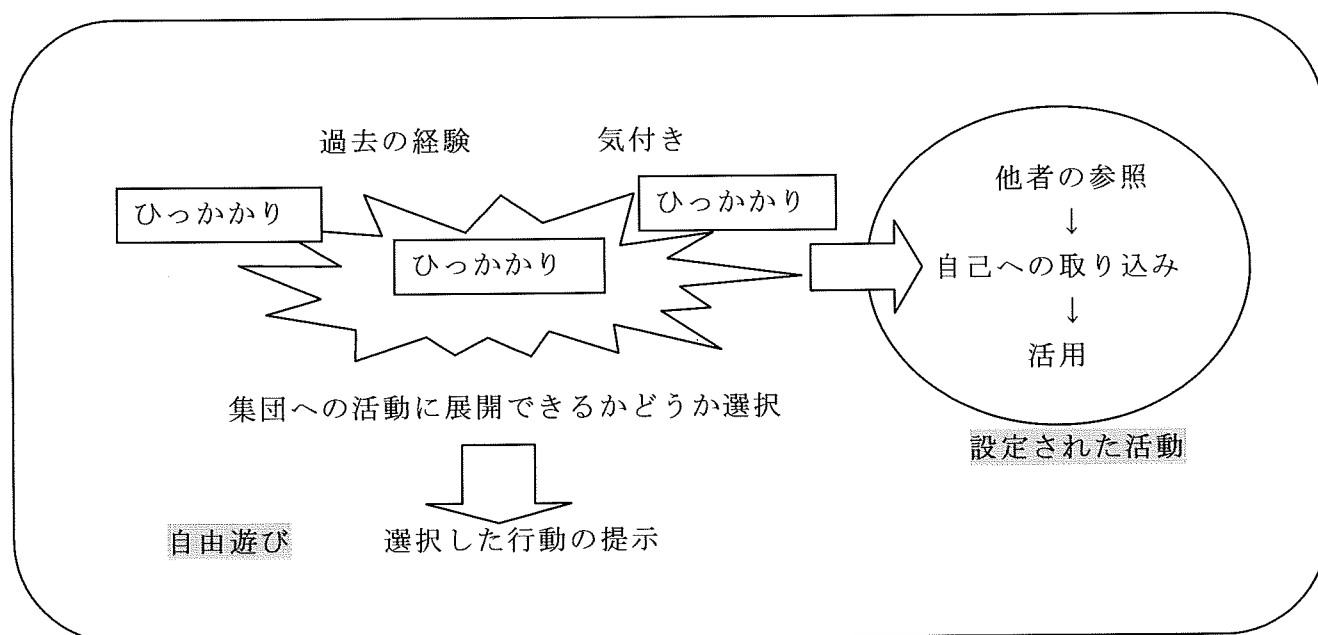 過去の経験
気付き
ひっかかり
ひっかかり
ひっかかり
他者の参照
↓
自己への取り込み
↓
活用
集団への活動に展開できるかどうか選択
設定された活動
自由遊び
選択した行動の提示